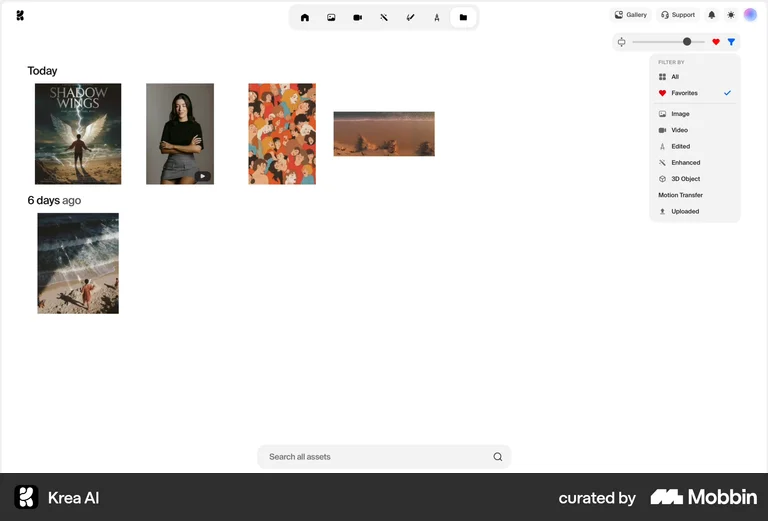 Gallery
Support
FILTER BY
All
Favorites
Image
Video
Edited
Enhanced
3D Object
Motion Transfer
Uploaded
Today
SHADOW
WINGS
6 days ago
Search all assets
Krea AI
curated by Mobbin